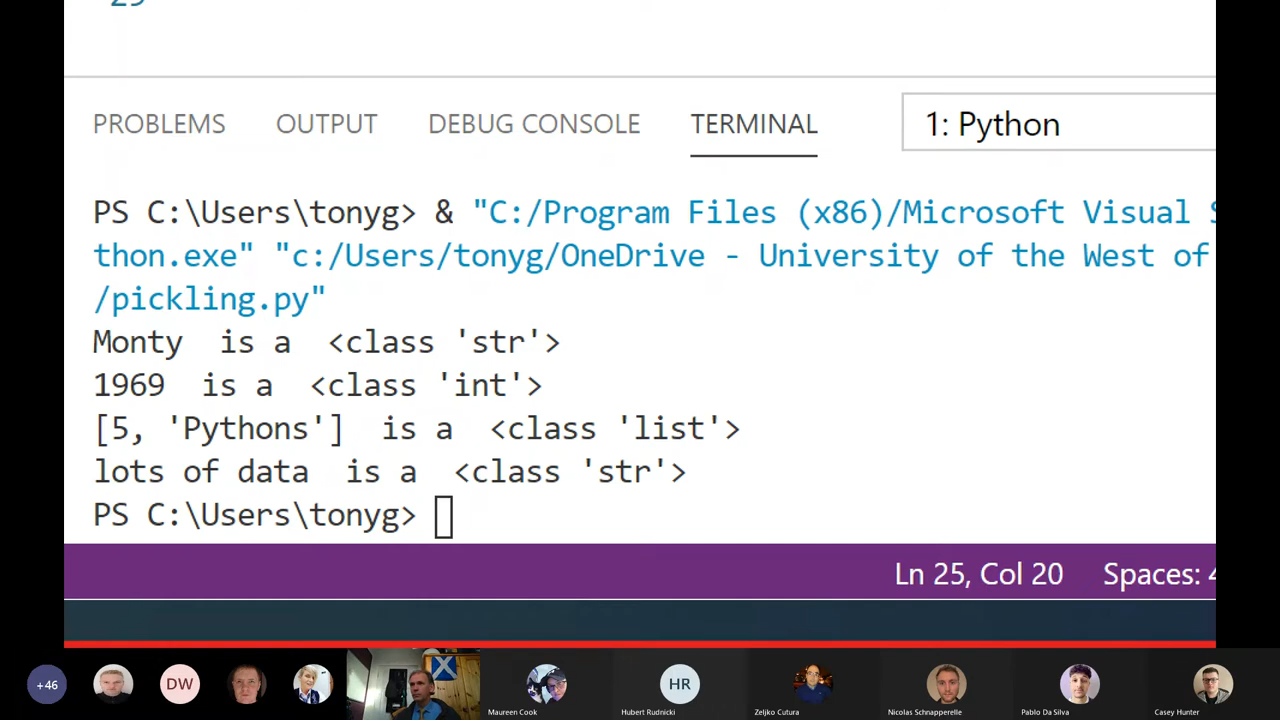 29
PROBLEMS OUTPUT DEBUG CONSOLE TERMINAL 1: Python
PS C:\Users\tonyg> & "C:/Program Files (x86)/Microsoft Visual S
thon.exe" "c:/Users/tonyg/OneDrive - University of the West of
/pickling.py"
Monty  is a  <class 'str'>
1969  is a  <class 'int'>
[5, 'Pythons']  is a  <class 'list'>
lots of data  is a  <class 'str'>
PS C:\Users\tonyg>
Ln 25, Col 20 Spaces: 4
+46 DW HR
Maureen Cook Hubert Rudnicki Zeljko Cutura Nicolas Schnapperelle Pablo Da Silva Casey Hunter